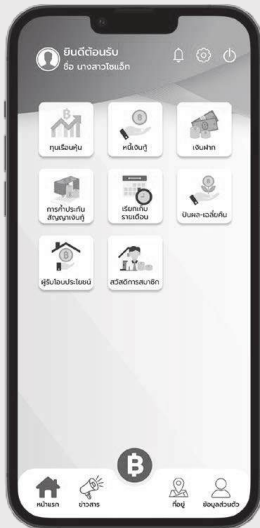 ยินดีต้อนรับ
ชื่อ นางสาวโซแอ็ก
ทุนเรือนหุ้น
หนี้เงินกู้
เงินฝาก
การค้ำประกัน
สัญญาเงินกู้
เรียกเก็บ
รายเดือน
ปันผล-เฉลี่ยคืน
ผู้รับโอนประโยชน์
สวัสดิการสมาชิก
หน้าแรก
ข่าวสาร
ที่อยู่
ข้อมูลส่วนตัว